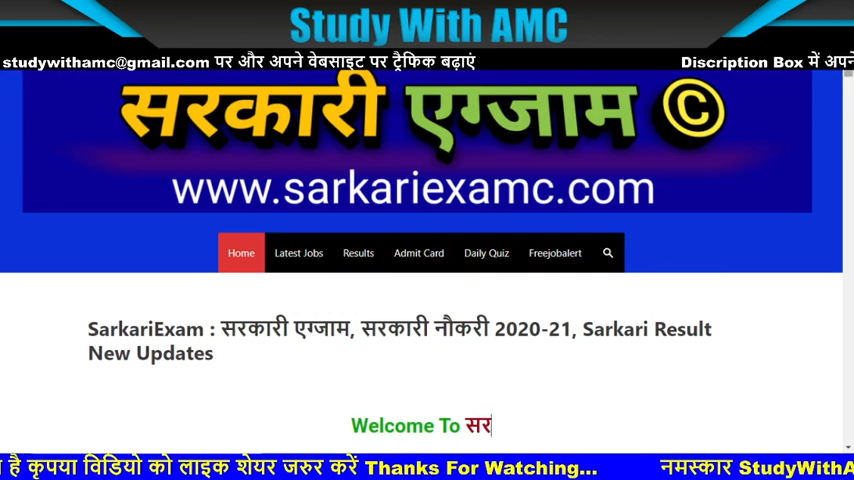 Study With AMC
studywithamc@gmail.com पर और अपने वेबसाइट पर ट्रैफिक बढ़ाएं Discription Box में अपने
सरकारी एग्जाम ©
www.sarkariexamc.com
Home Latest Jobs Results Admit Card Daily Quiz Freejobalert
SarkariExam : सरकारी एग्जाम, सरकारी नौकरी 2020-21, Sarkari Result
New Updates
Welcome To सर
है कृपया विडियो को लाइक शेयर जरुर करें Thanks For Watching... नमस्कार StudyWithA